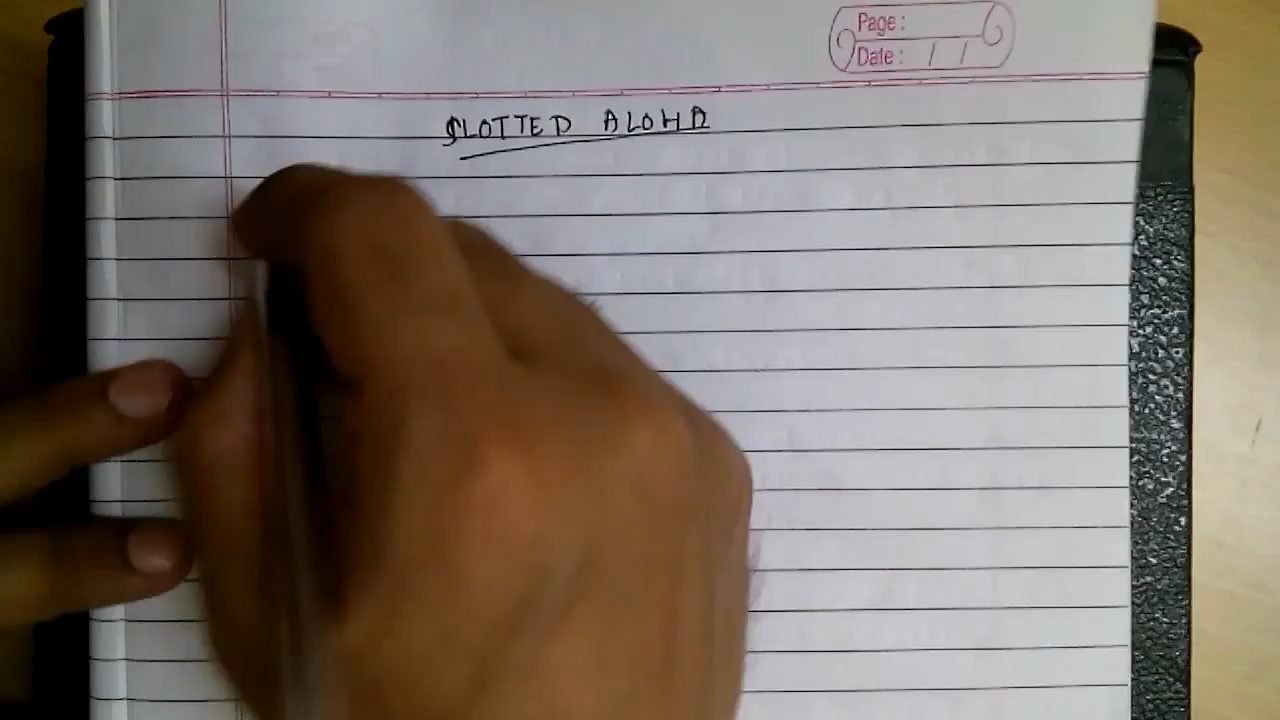 Page :
Date : / /
SLOTTED ALOHA